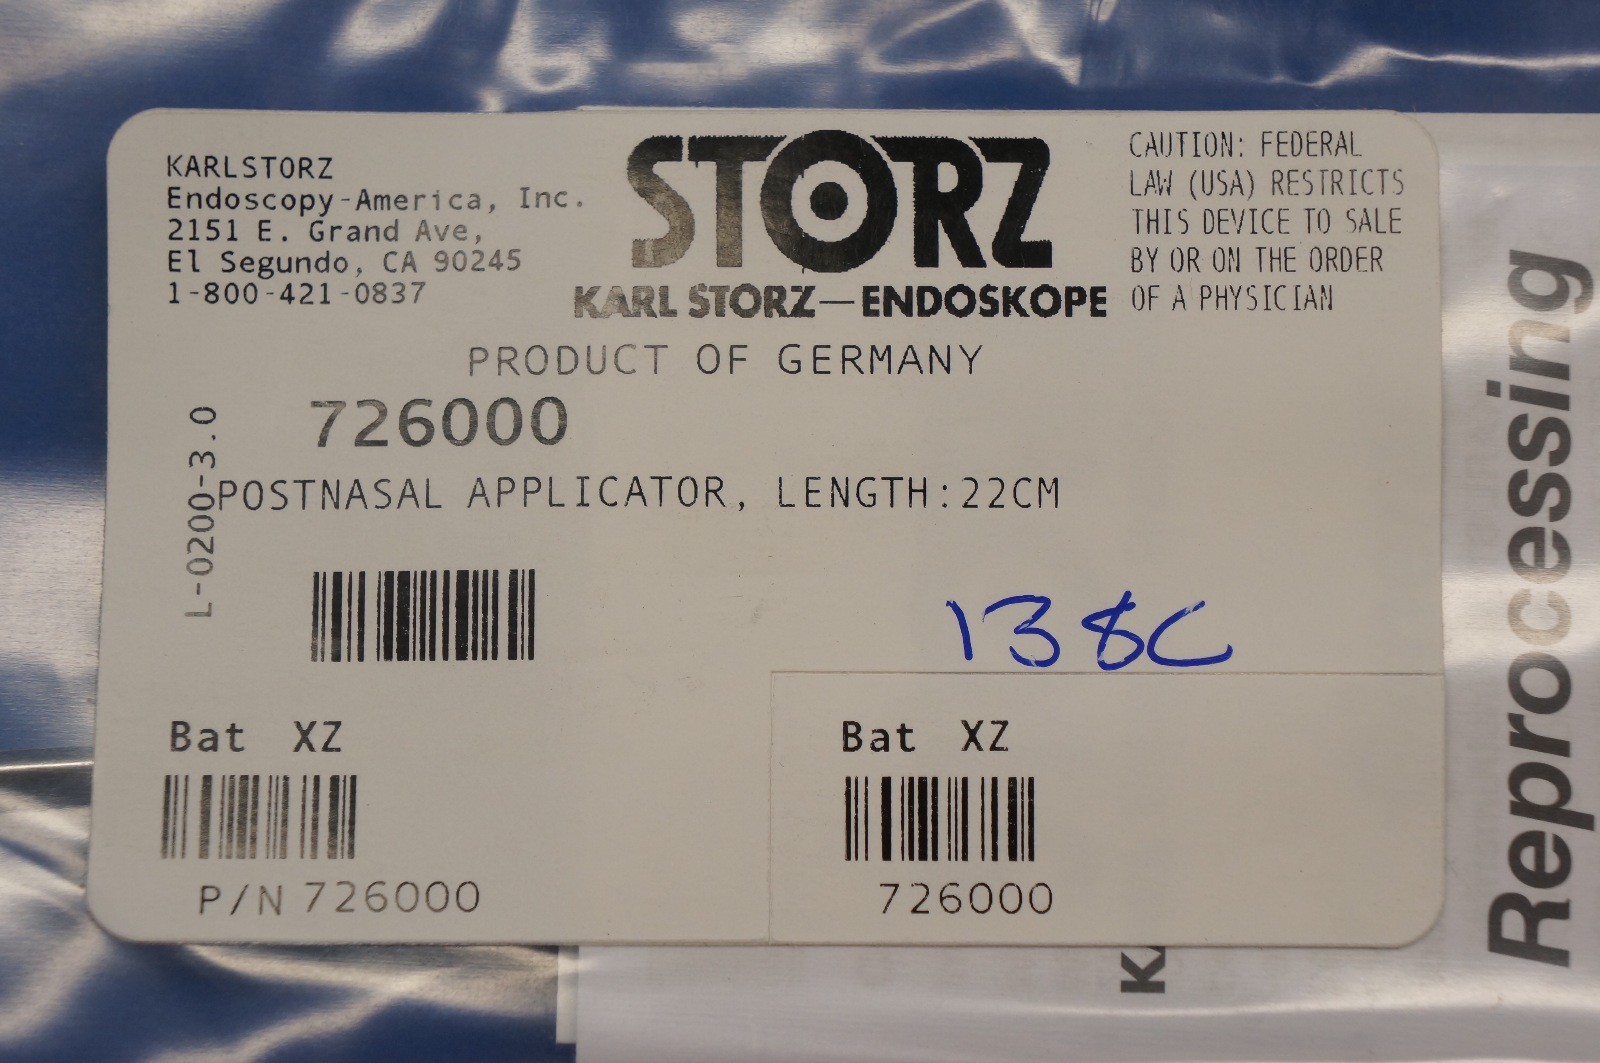 KARLSTORZ
Endoscopy-America, Inc.
2151 E. Grand Ave,
El Segundo, CA 90245
1-800-421-0837
STORZ
KARL STORZ—ENDOSKOPE
CAUTION: FEDERAL
LAW (USA) RESTRICTS
THIS DEVICE TO SALE
BY OR ON THE ORDER
OF A PHYSICIAN
PRODUCT OF GERMANY
726000
L-0200-3.0
POSTNASAL APPLICATOR, LENGTH:22CM
138C
Bat XZ
P/N 726000
Bat XZ
726000
Reprocessing